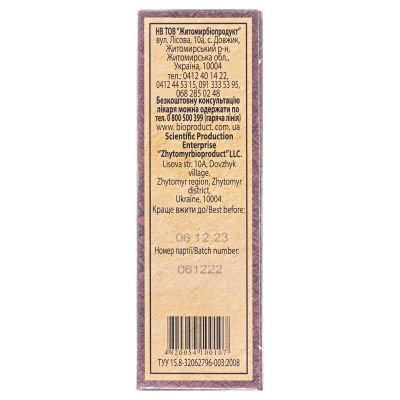 НВ ТОВ "Житомирбіопродукт"
вул. Лісова, 10а, с. Довжик,
Житомирський р-н,
Житомирська обл.,
Україна, 10004
тел.: 0412 40 14 22,
0412 44 53 15, 091 333 53 95,
068 285 02 48
Безкоштовну консультацію
лікаря можна одержати по
тел. 0 800 500 399 (гаряча лінія)
www. bioproduct. com. ua
Scientific Production
Enterprise
"Zhytomyrbioproduct" LLC.
Lisova str. 10A, Dovzhyk
village,
Zhytomyr region, Zhytomyr
district,
Ukraine, 10004.
Краще вжити до/Best before:
06 12.23
Номер партії/Batch number:
061222
4820054100107
ТУУ 15.8-32062796-003:2008